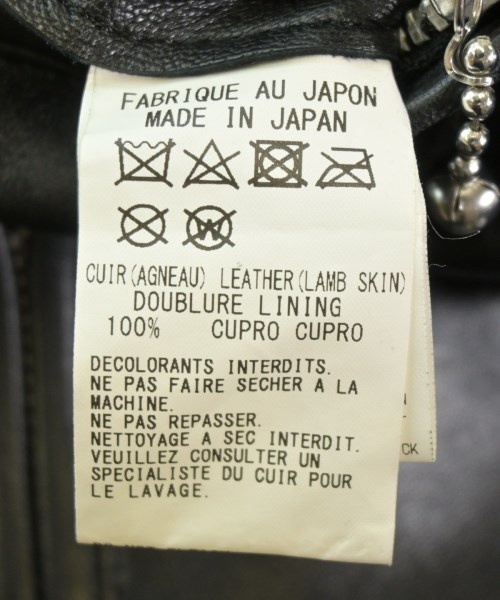 FABRIQUE AU JAPON
MADE IN JAPAN
W
CUIR(AGNEAU) LEATHER(LAMB SKIN)
DOUBLURE LINING
100% CUPRO CUPRO
DECOLORANTS INTERDITS.
NE PAS FAIRE SECHER A LA
MACHINE.
NE PAS REPASSER.
NETTOYAGE A SEC INTERDIT.
VEUILLEZ CONSULTER UN
SPECIALISTE DU CUIR POUR
LE LAVAGE.